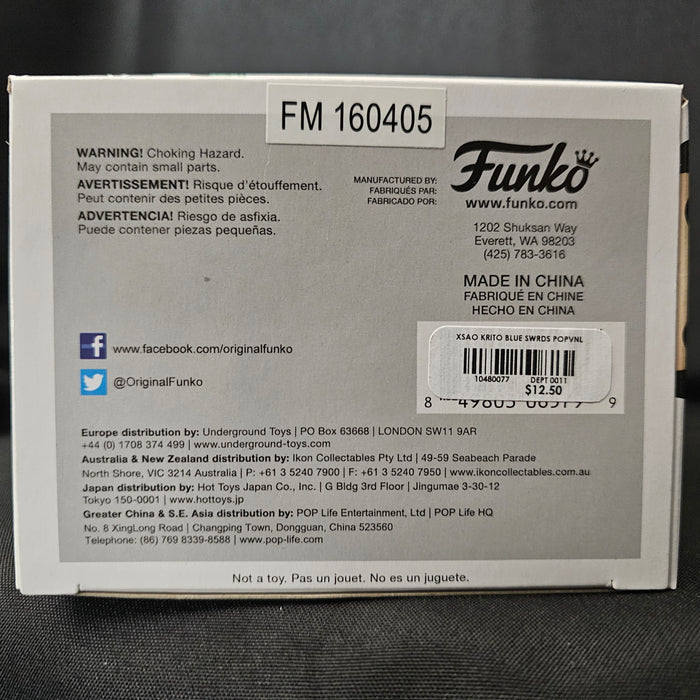 FM 160405
WARNING! Choking Hazard.
May contain small parts.
AVERTISSEMENT! Risque d'étouffement.
Peut contenir des petites pièces.
ADVERTENCIA! Riesgo de asfixia.
Puede contener piezas pequeñas.
MANUFACTURED BY:
FABRIQUÉS PAR:
FABRICADO POR:
Funko
www.funko.com
1202 Shuksan Way
Everett, WA 98203
(425) 783-3616
MADE IN CHINA
FABRIQUÉ EN CHINE
HECHO EN CHINA
f www.facebook.com/originalfunko
@OriginalFunko
XSAO KRITO BLUE SWRDS POPVNL
10480077 DEPT 0011
$12.50
8 9
Europe distribution by: Underground Toys | PO Box 63668 | LONDON SW11 9AR
+44 (0) 1708 374 499 | www.underground-toys.com
Australia & New Zealand distribution by: Ikon Collectables Pty Ltd | 49-59 Seabeach Parade
North Shore, VIC 3214 Australia | P: +61 3 5240 7900 | F: +61 3 5240 7950 | www.ikoncollectables.com.au
Japan distribution by: Hot Toys Japan Co., Inc. | G Bldg 3rd Floor | Jingumae 3-30-12
Tokyo 150-0001 | www.hottoys.jp
Greater China & S.E. Asia distribution by: POP Life Entertainment, Ltd | POP Life HQ
No. 8 XingLong Road | Changping Town, Dongguan, China 523560
Telephone: (86) 769 8339-8588 | www.pop-life.com
Not a toy. Pas un jouet. No es un juguete.